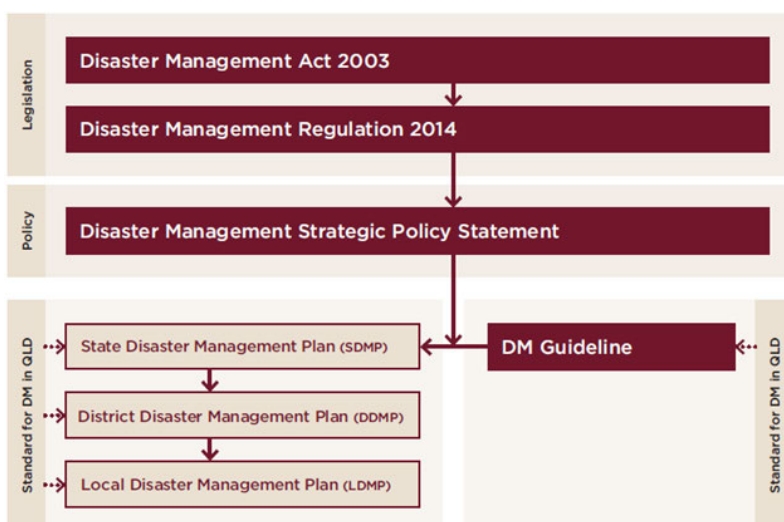 Legislation
Disaster Management Act 2003
Disaster Management Regulation 2014
Policy
Disaster Management Strategic Policy Statement
Standard for DM in QLD
State Disaster Management Plan (SDMP)
District Disaster Management Plan (DDMP)
Local Disaster Management Plan (LDMP)
DM Guideline
Standard for DM in QLD